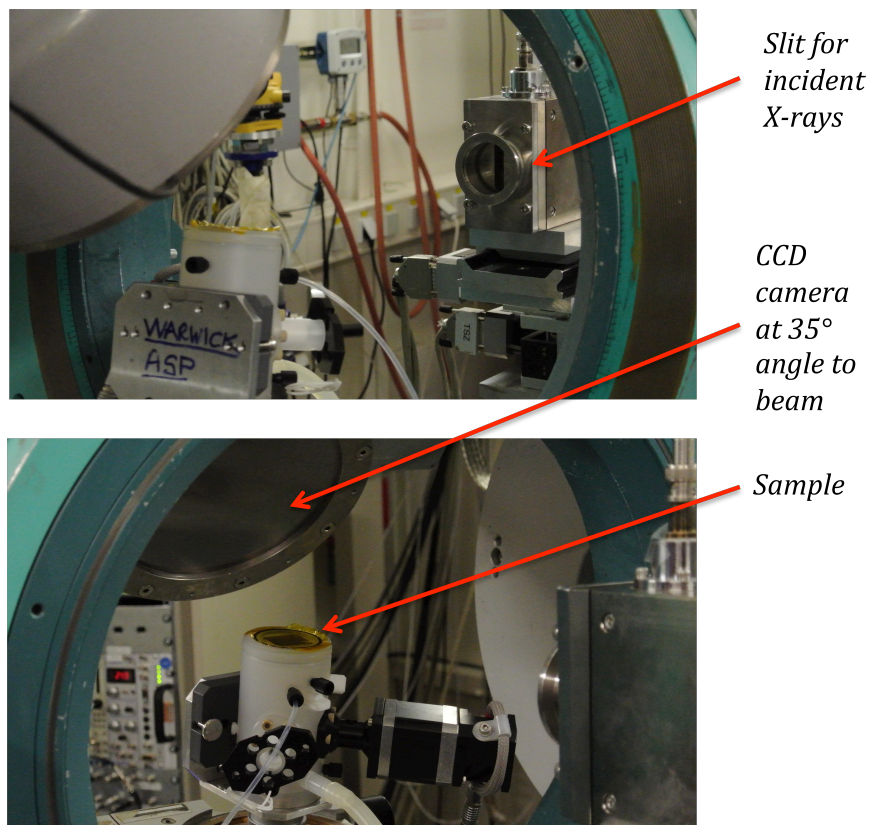 Slit for
incident
X-rays
WARWICK
ASP
TSZ
CCD
camera
at 35°
angle to
beam
Sample